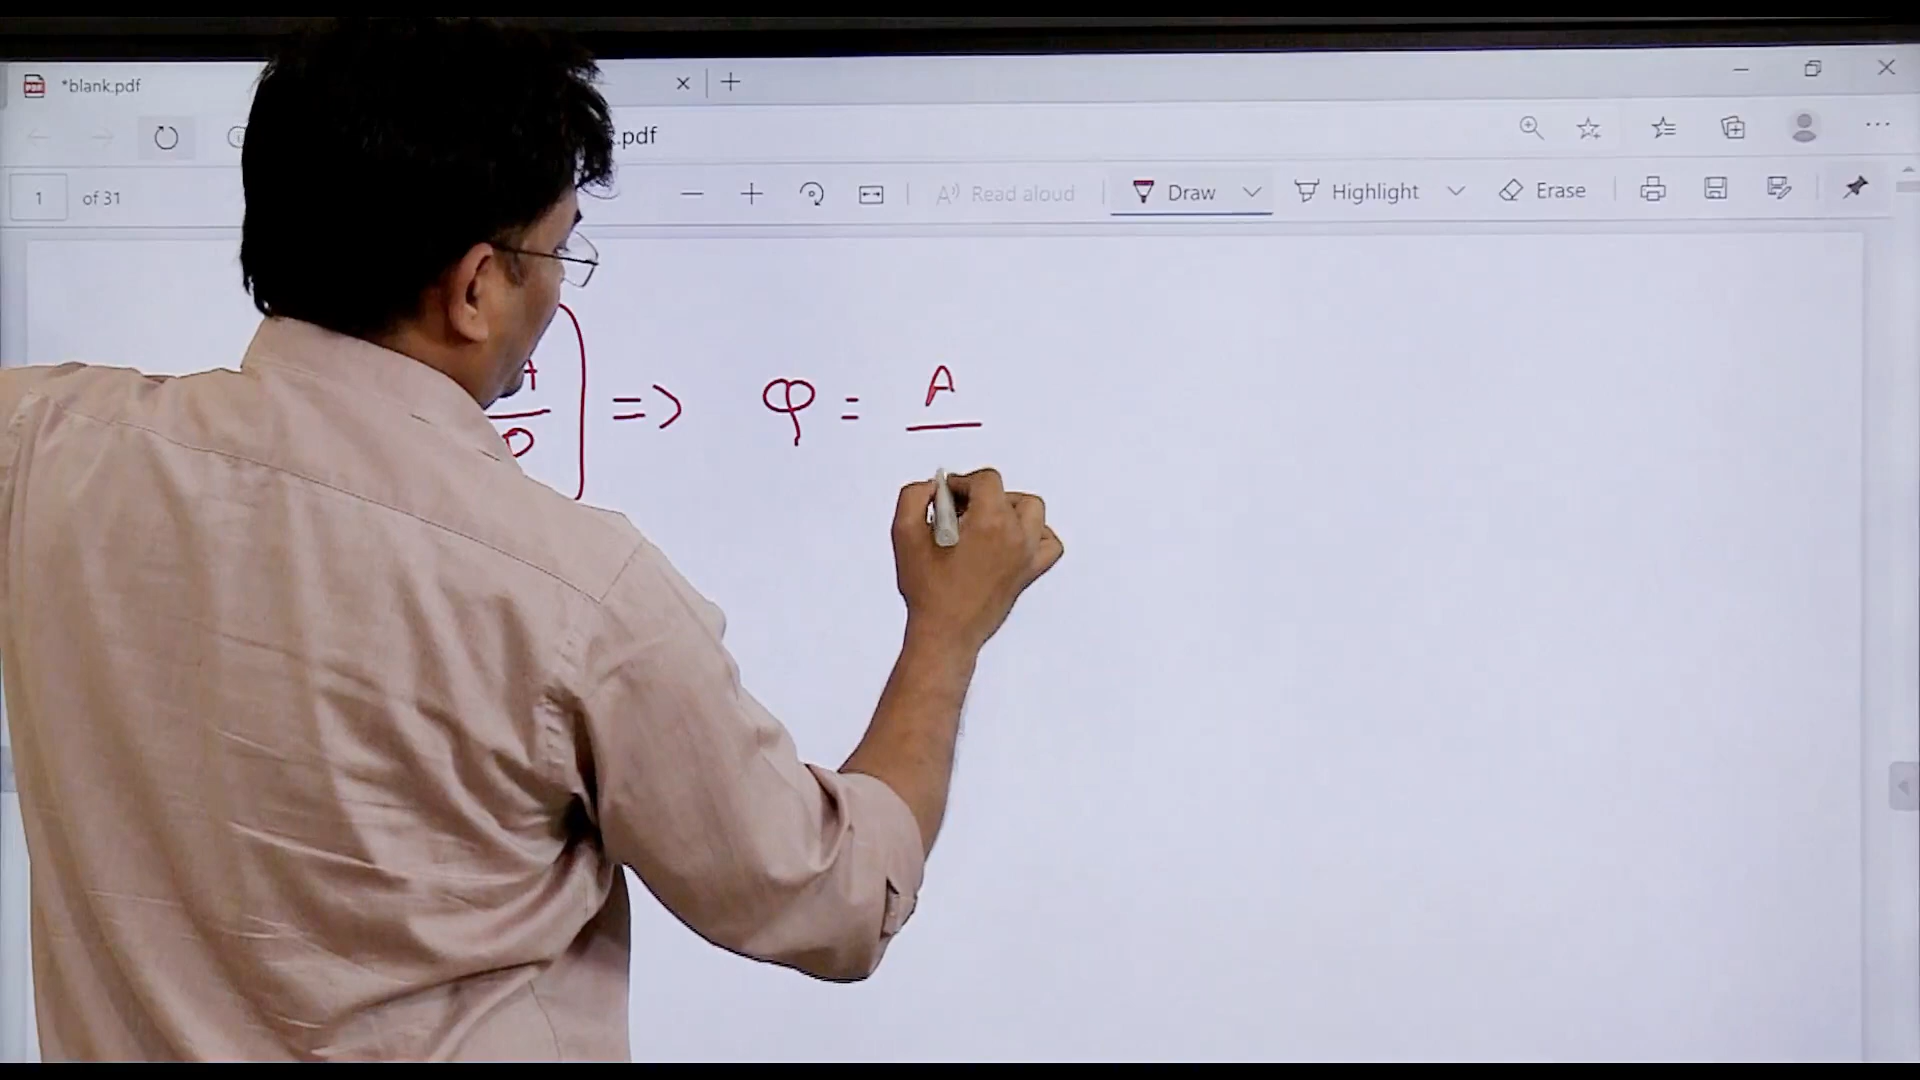 *blank.pdf
.pdf
1 of 31
Read aloud
Draw
Highlight
Erase
A
D
=> φ = A